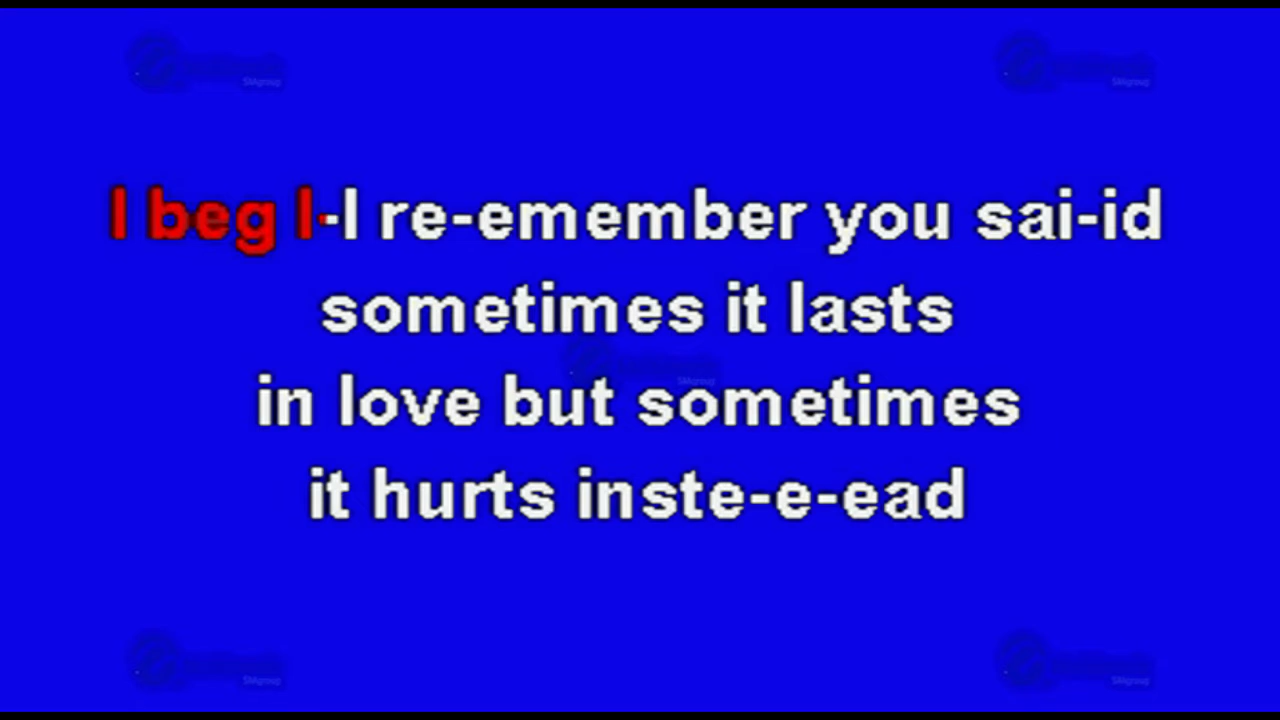 I beg I-I re-emember you sai-id
sometimes it lasts
in love but sometimes
it hurts inste-e-ead